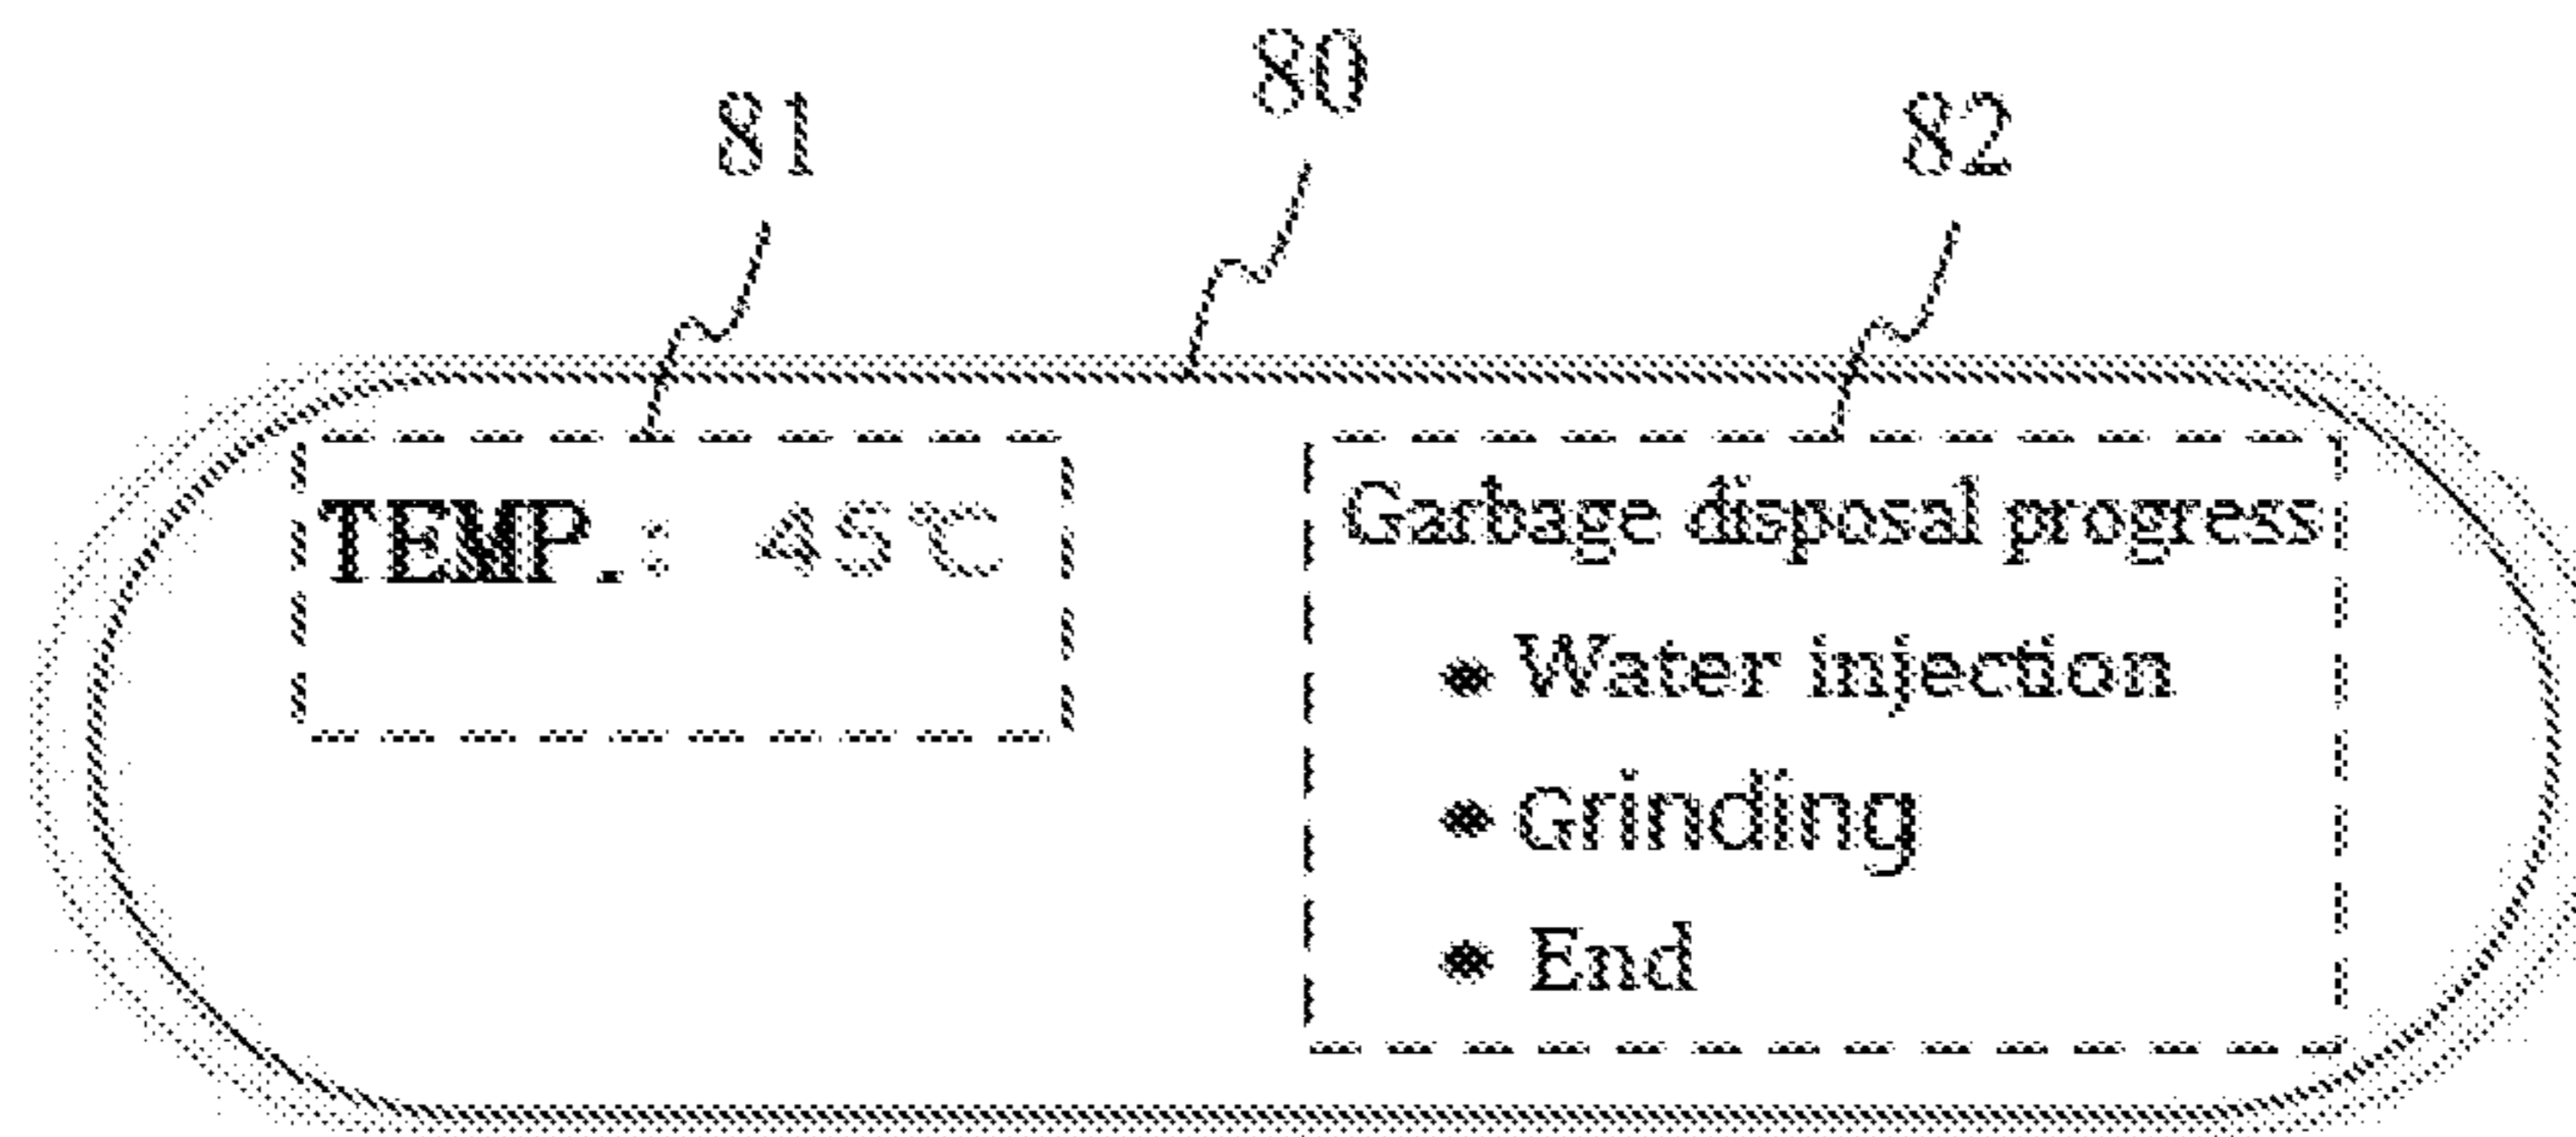 80
81
82
TEMP.: 45℃
Garbage disposal progress
• Water injection
• Grinding
• End